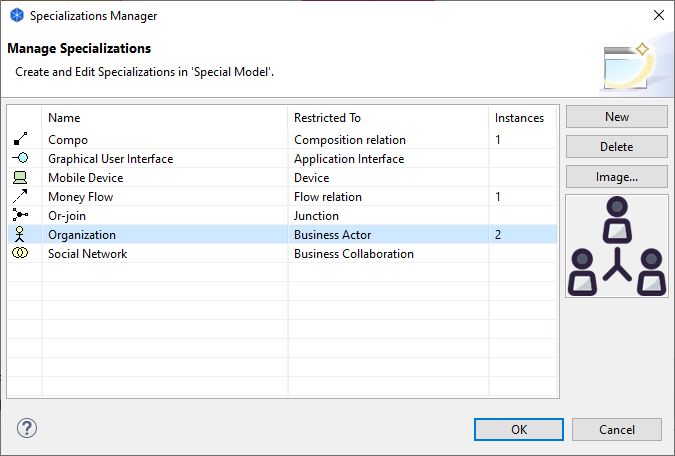 Specializations Manager
Manage Specializations
Create and Edit Specializations in 'Special Model'.
Name Restricted To Instances
Compo Composition relation 1
Graphical User Interface Application Interface
Mobile Device Device
Money Flow Flow relation 1
Or-join Junction
Organization Business Actor 2
Social Network Business Collaboration
New
Delete
Image...
?
OK Cancel